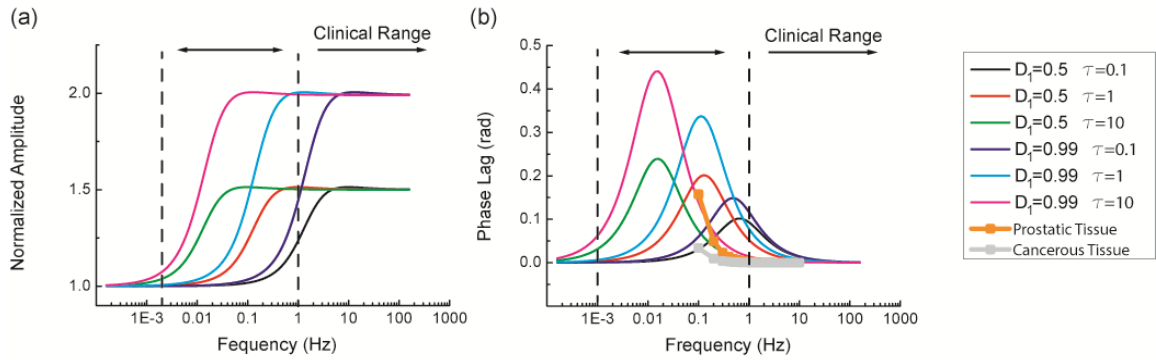 (a)
Clinical Range
Normalized Amplitude
2.0
1.5
1.0
1E-3 0.01 0.1 1 10 100 1000
Fequency (Hz)
(b)
Clinical Range
Phase Lag (rad)
0.5
0.4
0.3
0.2
0.1
0.0
-0.1
1E-3 0.01 0.1 1 10 100 1000
Frequency (Hz)
D₁=0.5 τ=0.1
D₁=0.5 τ=1
D₁=0.5 τ=10
D₁=0.99 τ=0.1
D₁=0.99 τ=1
D₁=0.99 τ=10
Prostatic Tissue
Cancerous Tissue